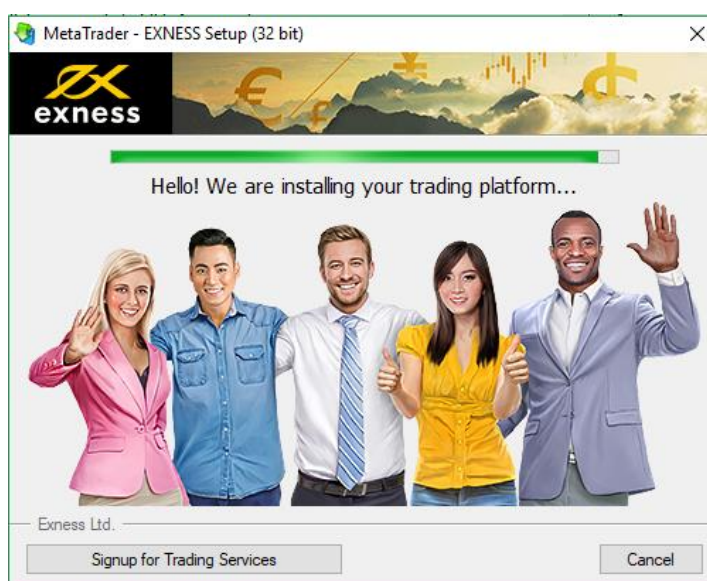 MetaTrader - EXNESS Setup (32 bit)
exness
Hello! We are installing your trading platform...
Exness Ltd.
Signup for Trading Services
Cancel